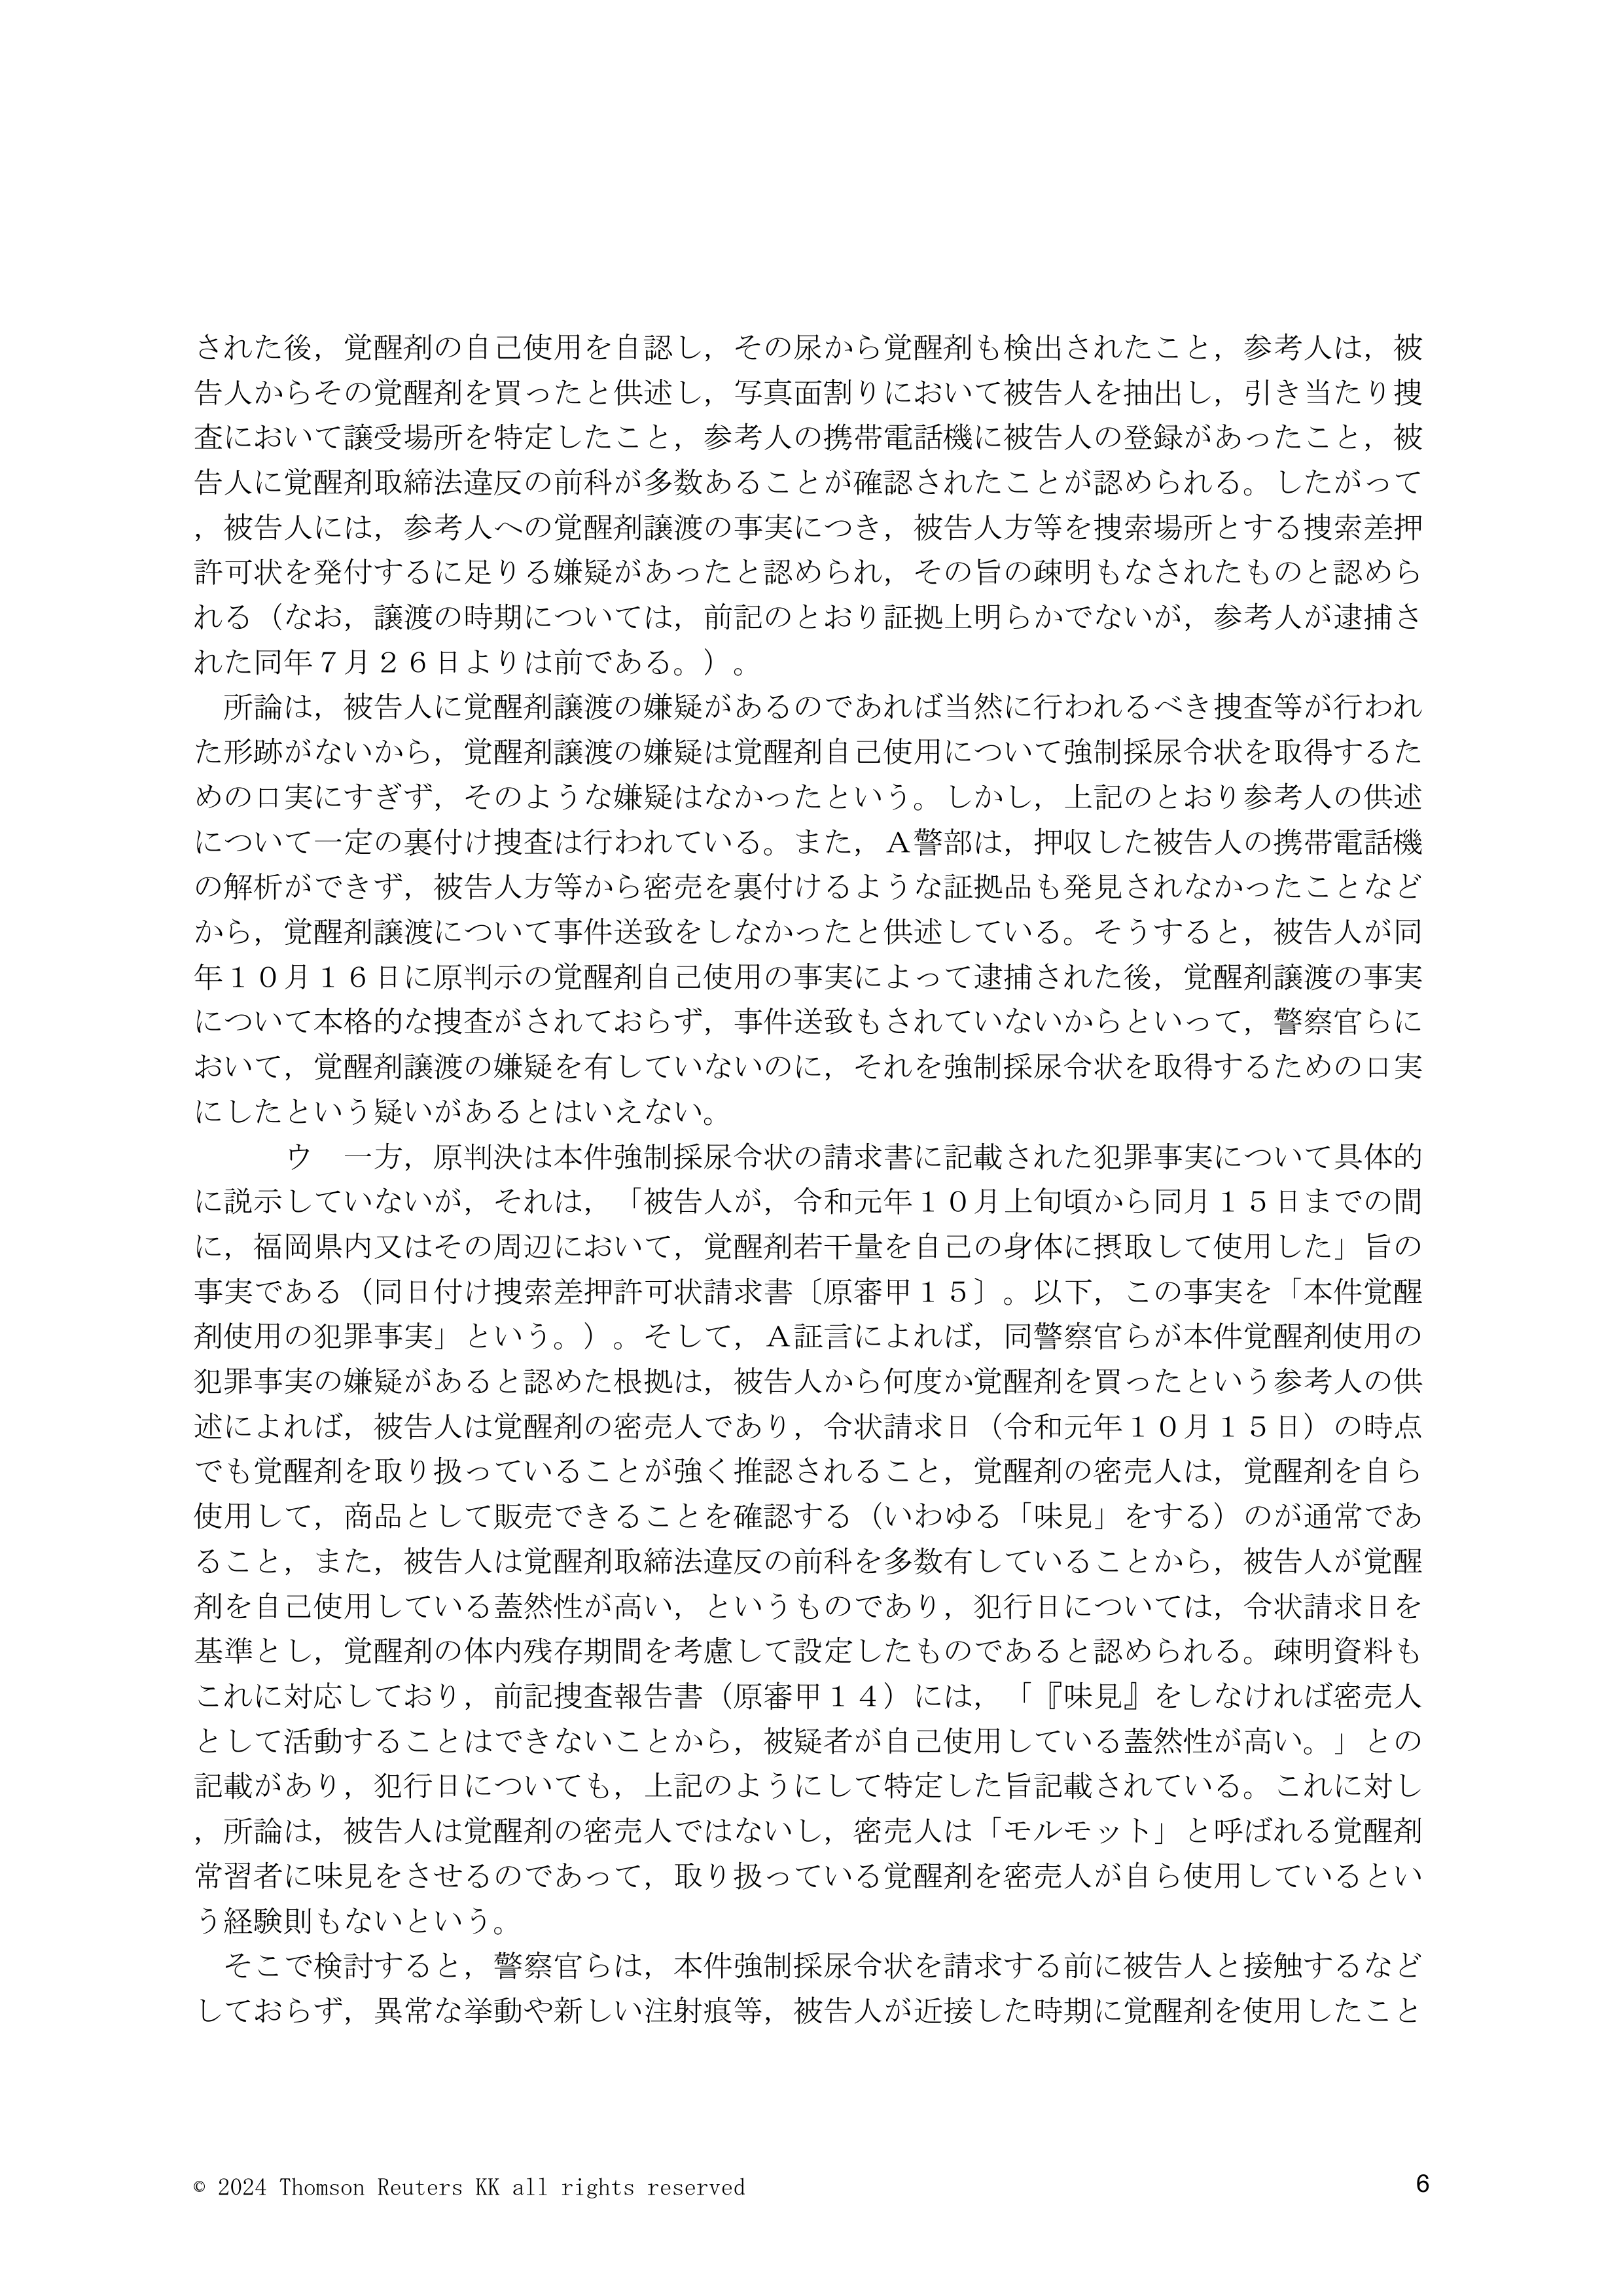 された後，覚醒剤の自己使用を自認し，その尿から覚醒剤も検出されたこと，参考人は，被
告人からその覚醒剤を買ったと供述し，写真面割りにおいて被告人を抽出し，引き当たり捜
査において譲受場所を特定したこと，参考人の携帯電話機に被告人の登録があったこと，被
告人に覚醒剤取締法違反の前科が多数あることが確認されたことが認められる。したがって
，被告人には，参考人への覚醒剤譲渡の事実につき，被告人方等を捜索場所とする捜索差押
許可状を発付するに足りる嫌疑があったと認められ，その旨の疎明もなされたものと認めら
れる（なお，譲渡の時期については，前記のとおり証拠上明らかでないが，参考人が逮捕さ
れた同年７月２６日よりは前である。）。
　所論は，被告人に覚醒剤譲渡の嫌疑があるのであれば当然に行われるべき捜査等が行われ
た形跡がないから，覚醒剤譲渡の嫌疑は覚醒剤自己使用について強制採尿令状を取得するた
めの口実にすぎず，そのような嫌疑はなかったという。しかし，上記のとおり参考人の供述
について一定の裏付け捜査は行われている。また，Ａ警部は，押収した被告人の携帯電話機
の解析ができず，被告人方等から密売を裏付けるような証拠品も発見されなかったことなど
から，覚醒剤譲渡について事件送致をしなかったと供述している。そうすると，被告人が同
年１０月１６日に原判示の覚醒剤自己使用の事実によって逮捕された後，覚醒剤譲渡の事実
について本格的な捜査がされておらず，事件送致もされていないからといって，警察官らに
おいて，覚醒剤譲渡の嫌疑を有していないのに，それを強制採尿令状を取得するための口実
にしたという疑いがあるとはいえない。
　　　ウ　一方，原判決は本件強制採尿令状の請求書に記載された犯罪事実について具体的
に説示していないが，それは，「被告人が，令和元年１０月上旬頃から同月１５日までの間
に，福岡県内又はその周辺において，覚醒剤若干量を自己の身体に摂取して使用した」旨の
事実である（同日付け捜索差押許可状請求書〔原審甲１５〕。以下，この事実を「本件覚醒
剤使用の犯罪事実」という。）。そして，Ａ証言によれば，同警察官らが本件覚醒剤使用の
犯罪事実の嫌疑があると認めた根拠は，被告人から何度か覚醒剤を買ったという参考人の供
述によれば，被告人は覚醒剤の密売人であり，令状請求日（令和元年１０月１５日）の時点
でも覚醒剤を取り扱っていることが強く推認されること，覚醒剤の密売人は，覚醒剤を自ら
使用して，商品として販売できることを確認する（いわゆる「味見」をする）のが通常であ
ること，また，被告人は覚醒剤取締法違反の前科を多数有していることから，被告人が覚醒
剤を自己使用している蓋然性が高い，というものであり，犯行日については，令状請求日を
基準とし，覚醒剤の体内残存期間を考慮して設定したものであると認められる。疎明資料も
これに対応しており，前記捜査報告書（原審甲１４）には，「『味見』をしなければ密売人
として活動することはできないことから，被疑者が自己使用している蓋然性が高い。」との
記載があり，犯行日についても，上記のようにして特定した旨記載されている。これに対し
，所論は，被告人は覚醒剤の密売人ではないし，密売人は「モルモット」と呼ばれる覚醒剤
常習者に味見をさせるのであって，取り扱っている覚醒剤を密売人が自ら使用しているとい
う経験則もないという。
　そこで検討すると，警察官らは，本件強制採尿令状を請求する前に被告人と接触するなど
しておらず，異常な挙動や新しい注射痕等，被告人が近接した時期に覚醒剤を使用したこと
© 2024 Thomson Reuters KK all rights reserved
6